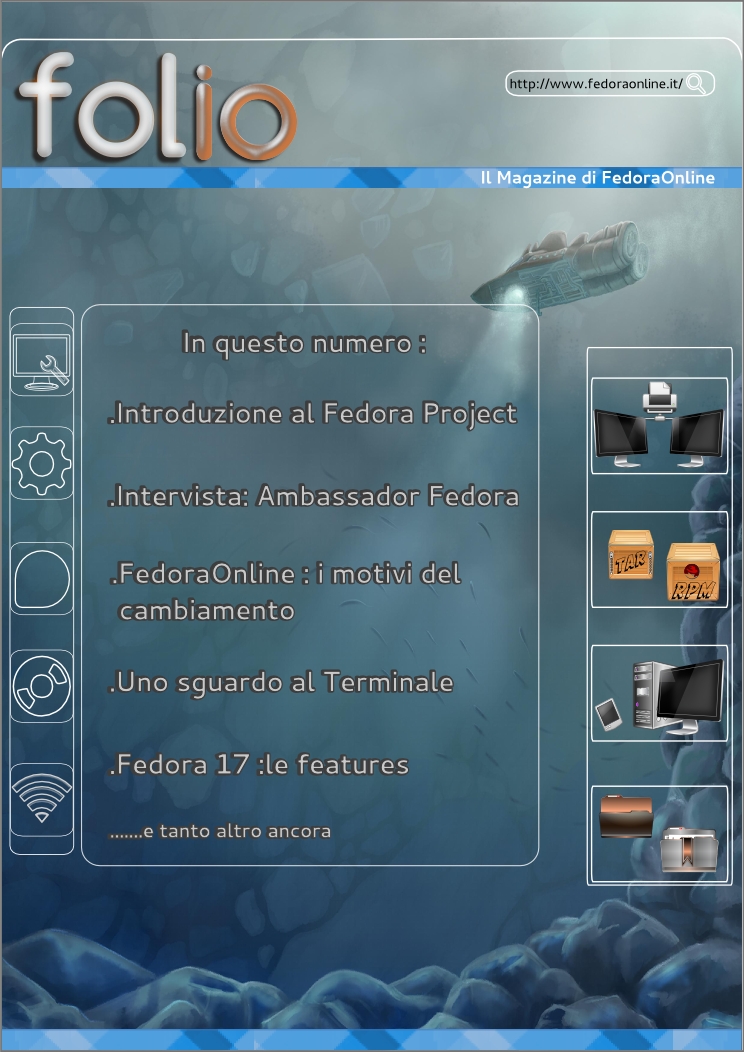 folio
http://www.fedoraonline.it/
Il Magazine di FedoraOnline
In questo numero :
.Introduzione al Fedora Project
.Intervista: Ambassador Fedora
.FedoraOnline : i motivi del
cambiamento
.Uno sguardo al Terminale
.Fedora 17 :le features
.......e tanto altro ancora
TAR
RPM